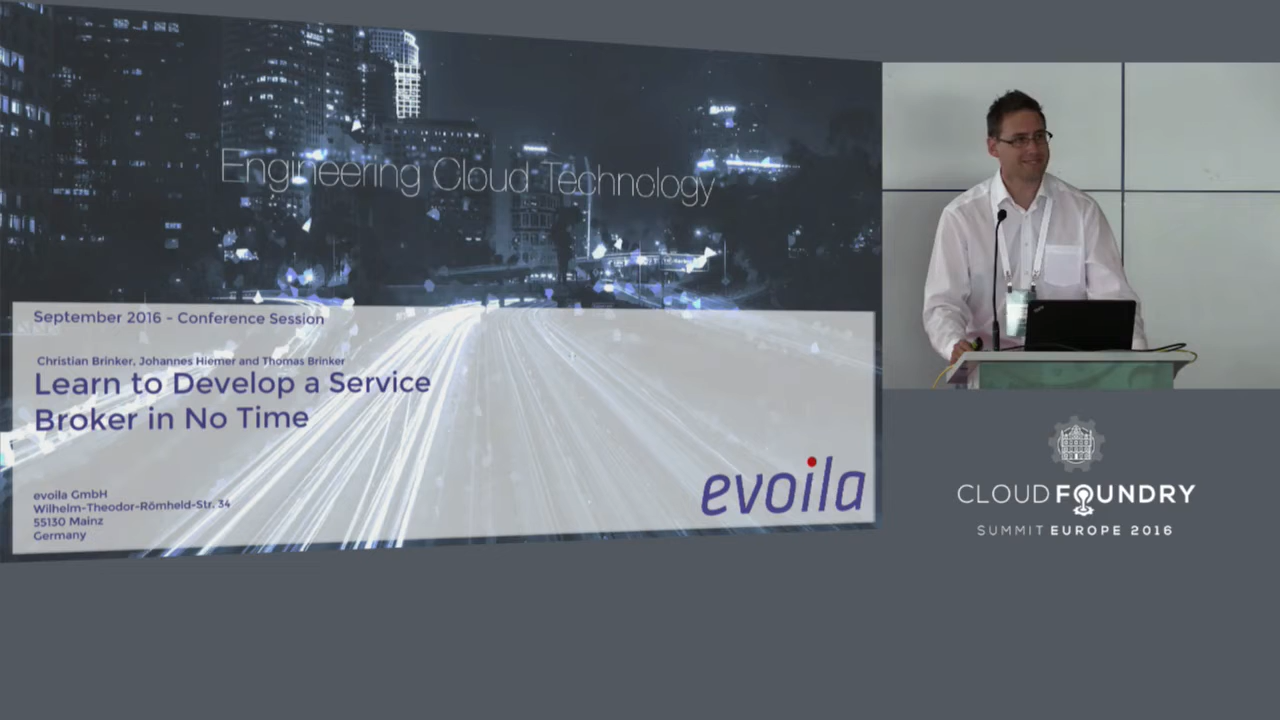 Engineering Cloud Technology
September 2016 - Conference Session
Christian Brinker, Johannes Hiemer and Thomas Brinker
Learn to Develop a Service
Broker in No Time
evoila GmbH
Wilhelm-Theodor-Römheld-Str. 34
55130 Mainz
Germany
evoila
CLOUD FOUNDRY
SUMMIT EUROPE 2016